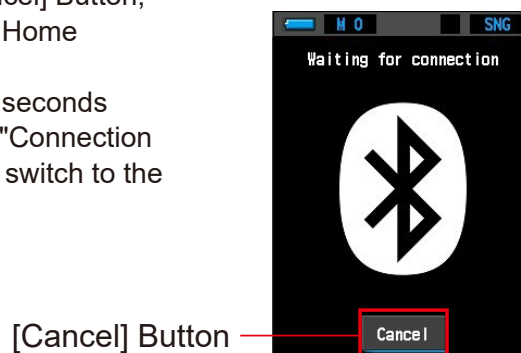 cel] Button,
Home
seconds
"Connection
switch to the
M 0 SNG
Waiting for connection
Cancel
[Cancel] Button